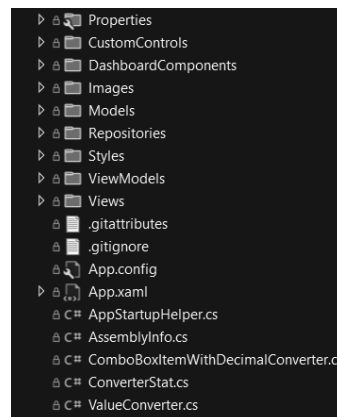 Properties
CustomControls
DashboardComponents
Images
Models
Repositories
Styles
ViewModels
Views
.gitattributes
.gitignore
App.config
App.xaml
C# AppStartupHelper.cs
C# AssemblyInfo.cs
C# ComboBoxItemWithDecimalConverter.c
C# ConverterStat.cs
C# ValueConverter.cs